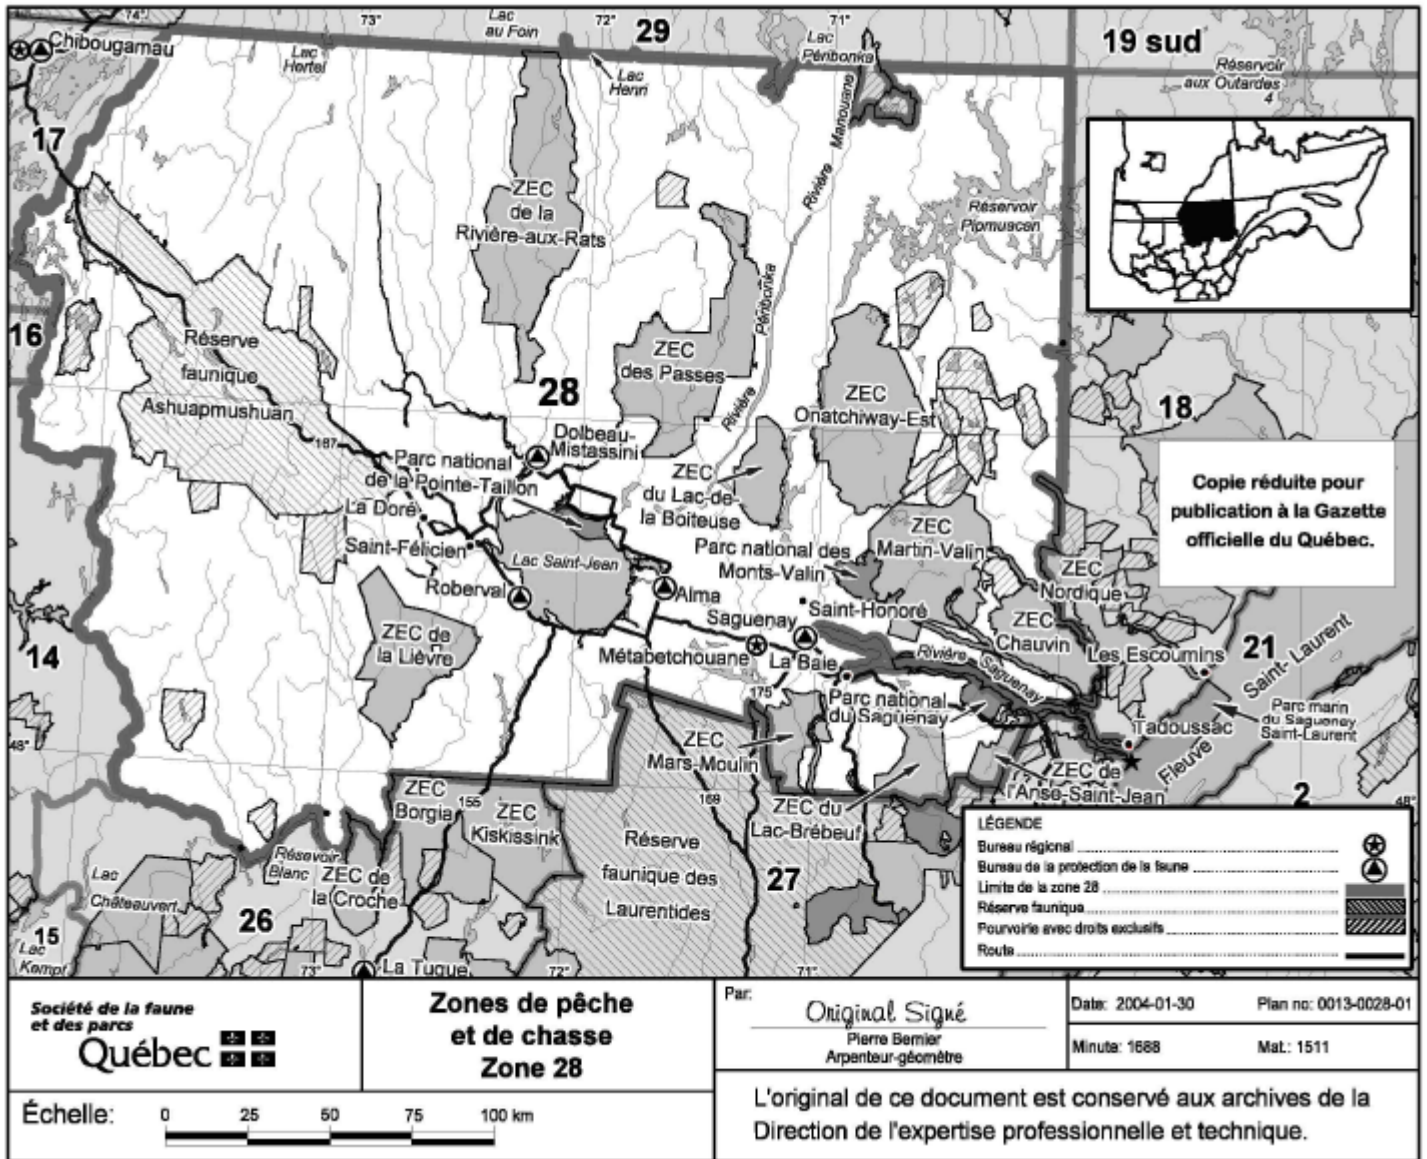 74°
73°
Lac
au Foin
72°
29
71°
19 sud
Chibougamau
Lac
Hertel
Lac
Henri
Lac
Péribonka
Réservoir
aux Outardes
4
17
Rivière Manouane
ZEC
de la
Rivière-aux-Rats
Réservoir
Pipmuacan
16
Réserve
faunique
Ashuapmushuan
ZEC
des Passes
Rivière Péribonka
ZEC
Onatchiway-Est
28
18
167
Dolbeau-
Mistassini
Parc national
de la Pointe-Taillon
ZEC
du Lac-de-
la Boiteuse
Copie réduite pour
publication à la Gazette
officielle du Québec.
La Doré
Saint-Félicien
Lac Saint-Jean
Parc national des
Monts-Valin
ZEC
Martin-Valin
ZEC
Nordique
Roberval
Alma
Saint-Honoré
Saguenay
ZEC
Chauvin
ZEC de
la Lièvre
Métabetchouane
La Baie
Rivière Saguenay
Les Escoumins
14
21
Fleuve Saint-Laurent
175
Parc national
du Saguenay
Parc marin
du Saguenay
Saint-Laurent
Tadoussac
48°
ZEC
Mars-Moulin
ZEC de
l'Anse-Saint-Jean
2
48°
ZEC
Borgia
155
ZEC
Kiskissink
169
ZEC du
Lac-Brébeuf
Réserve
faunique des
Laurentides
27
Résevoir
Blanc
ZEC de
la Croche
Lac
Châteauvert
26
15
Lac
Kempt
73°
La Tuque
72°
71°
LÉGENDE
Bureau régional
Bureau de la protection de la faune
Limite de la zone 28
Réserve faunique
Pourvoirie avec droits exclusifs
Route
Société de la faune
et des parcs
Québec
Zones de pêche
et de chasse
Zone 28
Par:
Original Signé
Pierre Bernier
Arpenteur-géomètre
Date: 2004-01-30
Plan no: 0013-0028-01
Minute: 1688
Mat.: 1511
Échelle:
0 25 50 75 100 km
L'original de ce document est conservé aux archives de la
Direction de l'expertise professionnelle et technique.